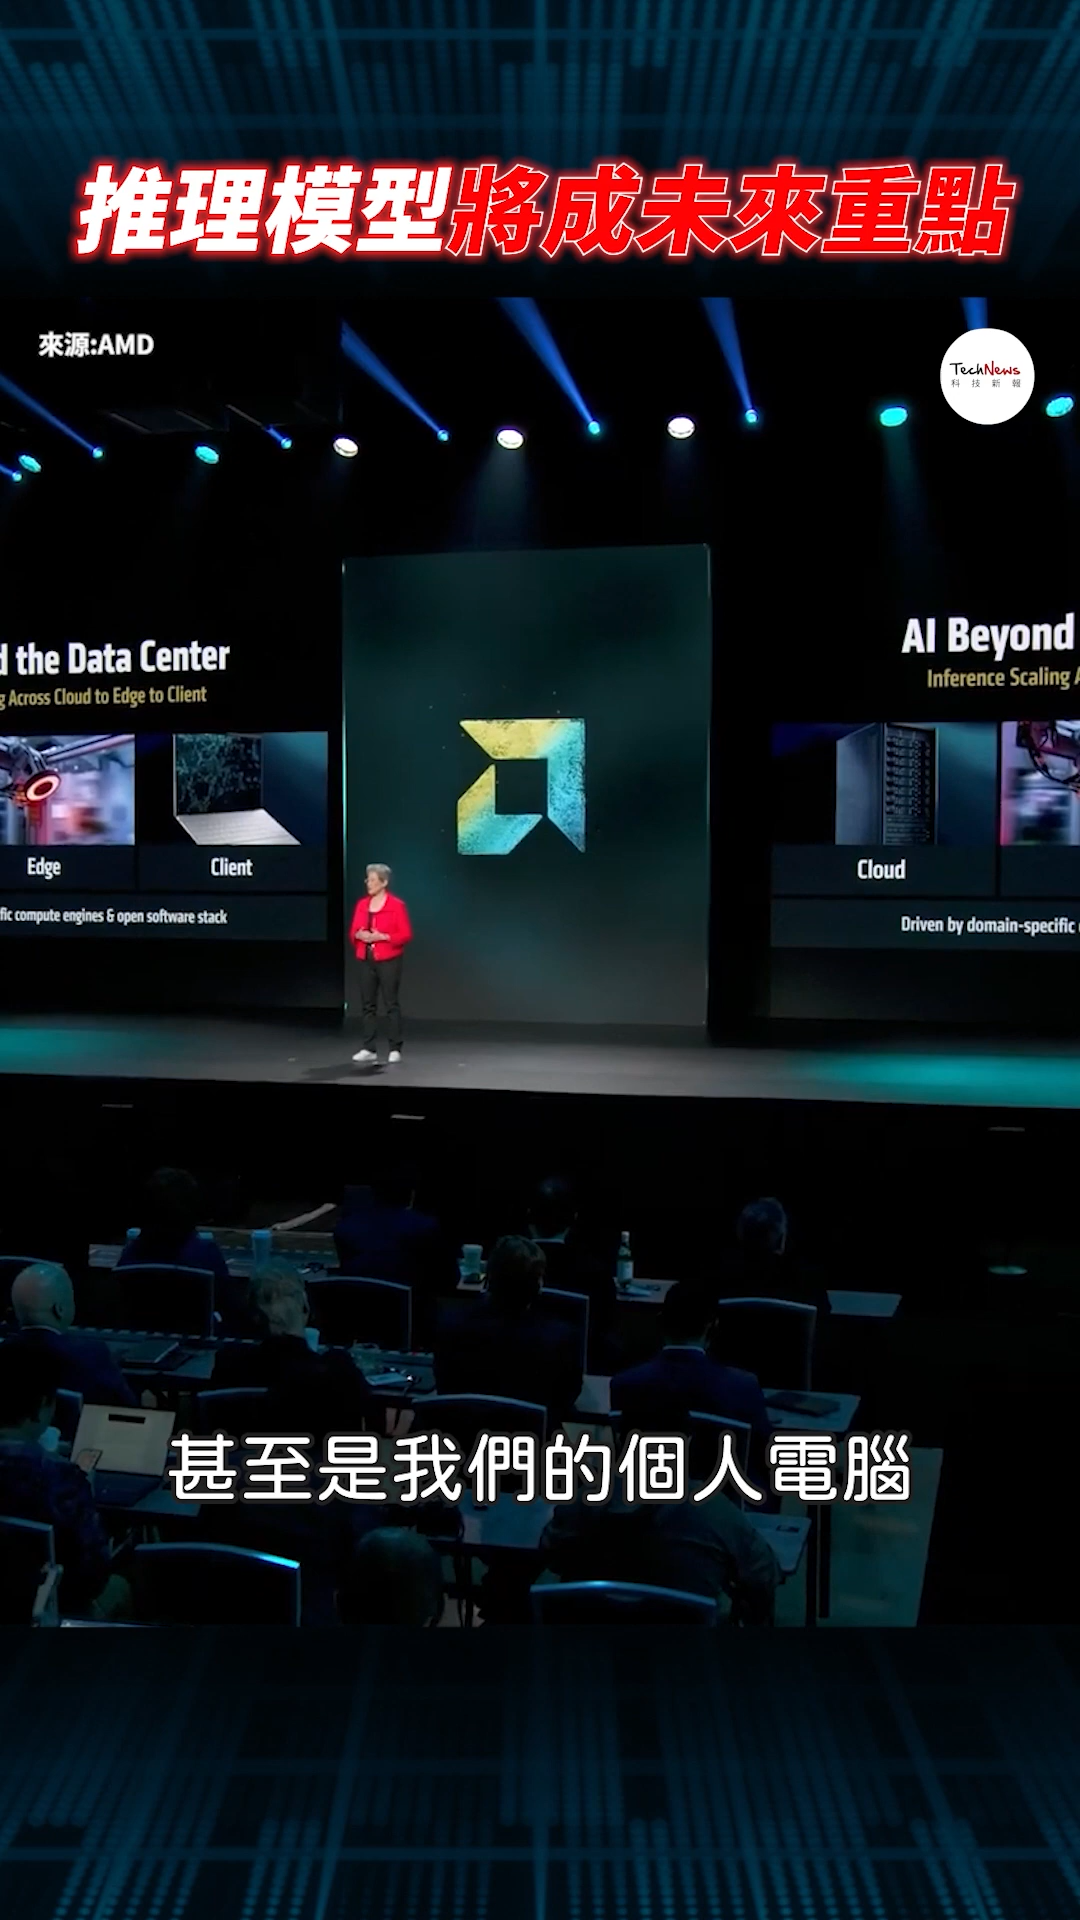 推理模型將成未來重點
來源:AMD
TechNews
科技新報
d the Data Center
g Across Cloud to Edge to Client
Edge
Client
fic compute engines & open software stack
AI Beyond
Inference Scaling A
Cloud
Driven by domain-specific
甚至是我們的個人電腦